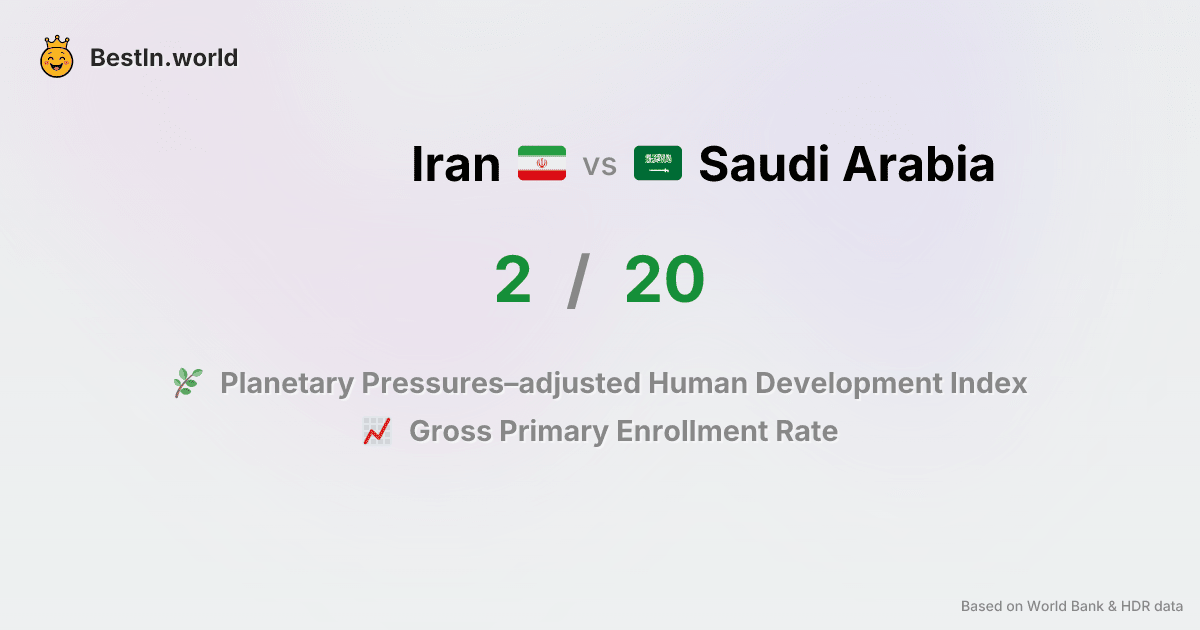 BestIn.world
Iran vs Saudi Arabia
2 / 20
Planetary Pressures–adjusted Human Development Index
Gross Primary Enrollment Rate
Based on World Bank & HDR data